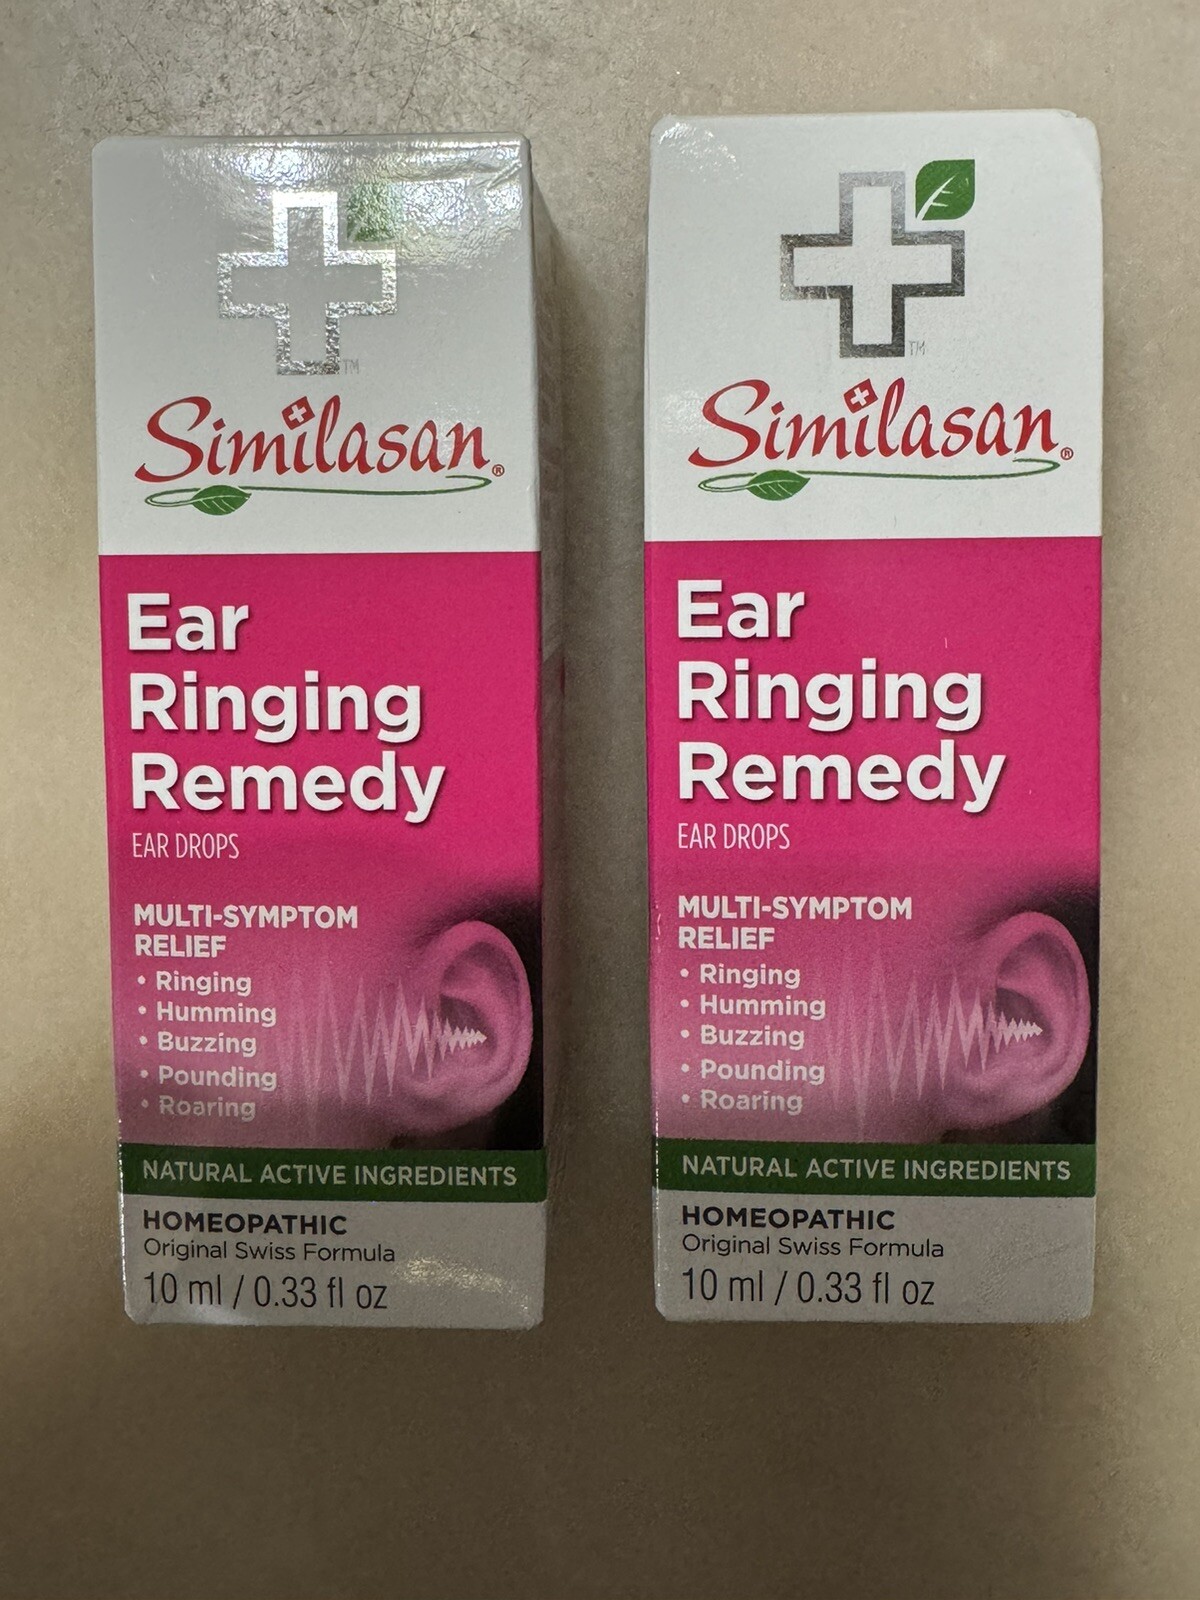 TM
Similasan®
Ear
Ringing
Remedy
EAR DROPS
MULTI-SYMPTOM
RELIEF
• Ringing
• Humming
• Buzzing
• Pounding
• Roaring
NATURAL ACTIVE INGREDIENTS
HOMEOPATHIC
Original Swiss Formula
10 ml / 0.33 fl oz
TM
Similasan®
Ear
Ringing
Remedy
EAR DROPS
MULTI-SYMPTOM
RELIEF
• Ringing
• Humming
• Buzzing
• Pounding
• Roaring
NATURAL ACTIVE INGREDIENTS
HOMEOPATHIC
Original Swiss Formula
10 ml / 0.33 fl oz